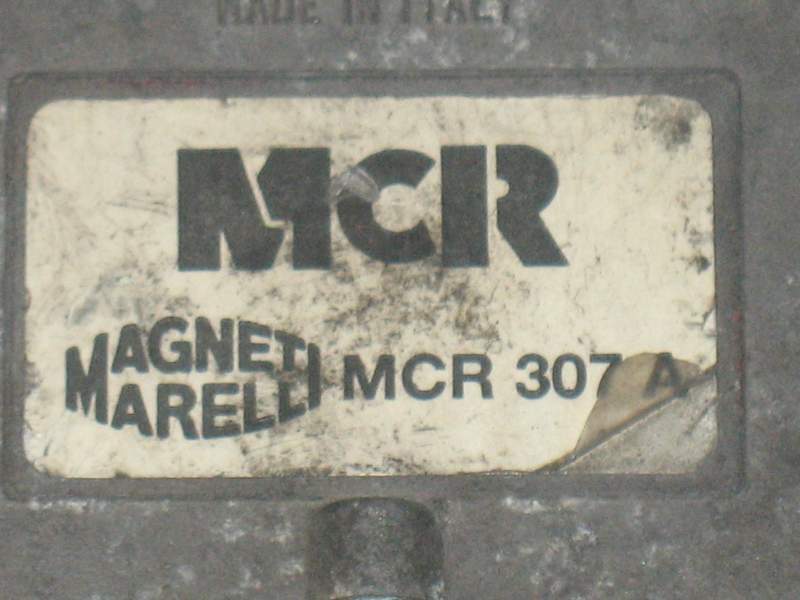 MADE IN ITALY
MCR
MAGNETI
MARELLI
MCR 307 A